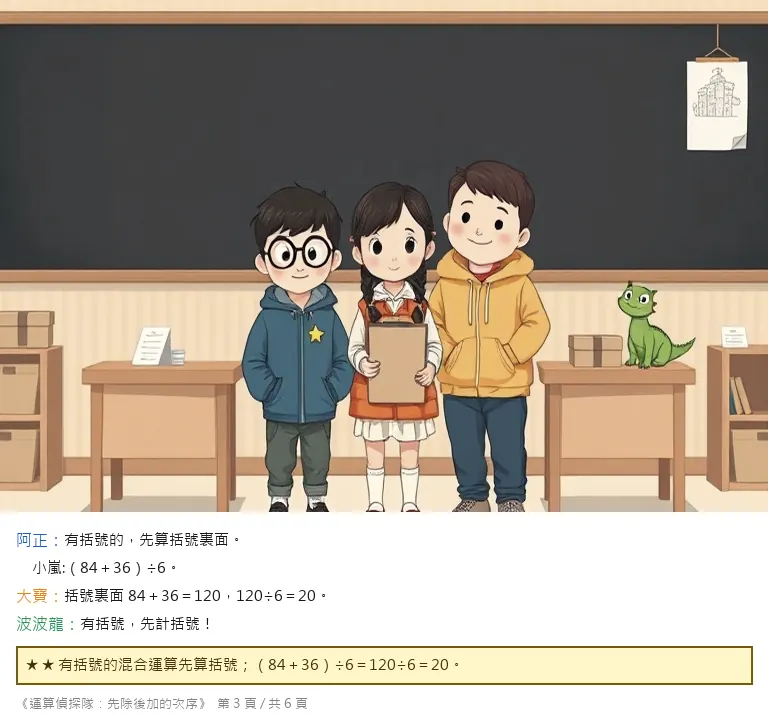 阿正：有括號的，先算括號裏面。
小嵐:（84＋36）÷6。
大寶：括號裏面 84＋36＝120，120÷6＝20。
波波龍：有括號，先計括號！
★★ 有括號的混合運算先算括號；（84＋36）÷6＝120÷6＝20。
《運算偵探隊：先除後加的次序》 第 3 頁 / 共 6 頁